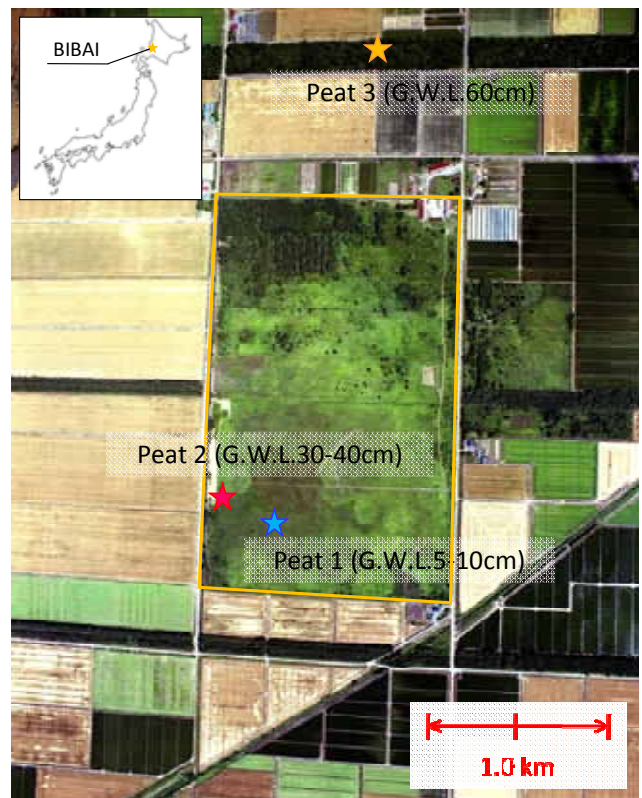 BIBAI
Peat 3 (G.W.L.60cm)
Peat 2 (G.W.L.30-40cm)
Peat 1 (G.W.L.5-10cm)
1.0 km